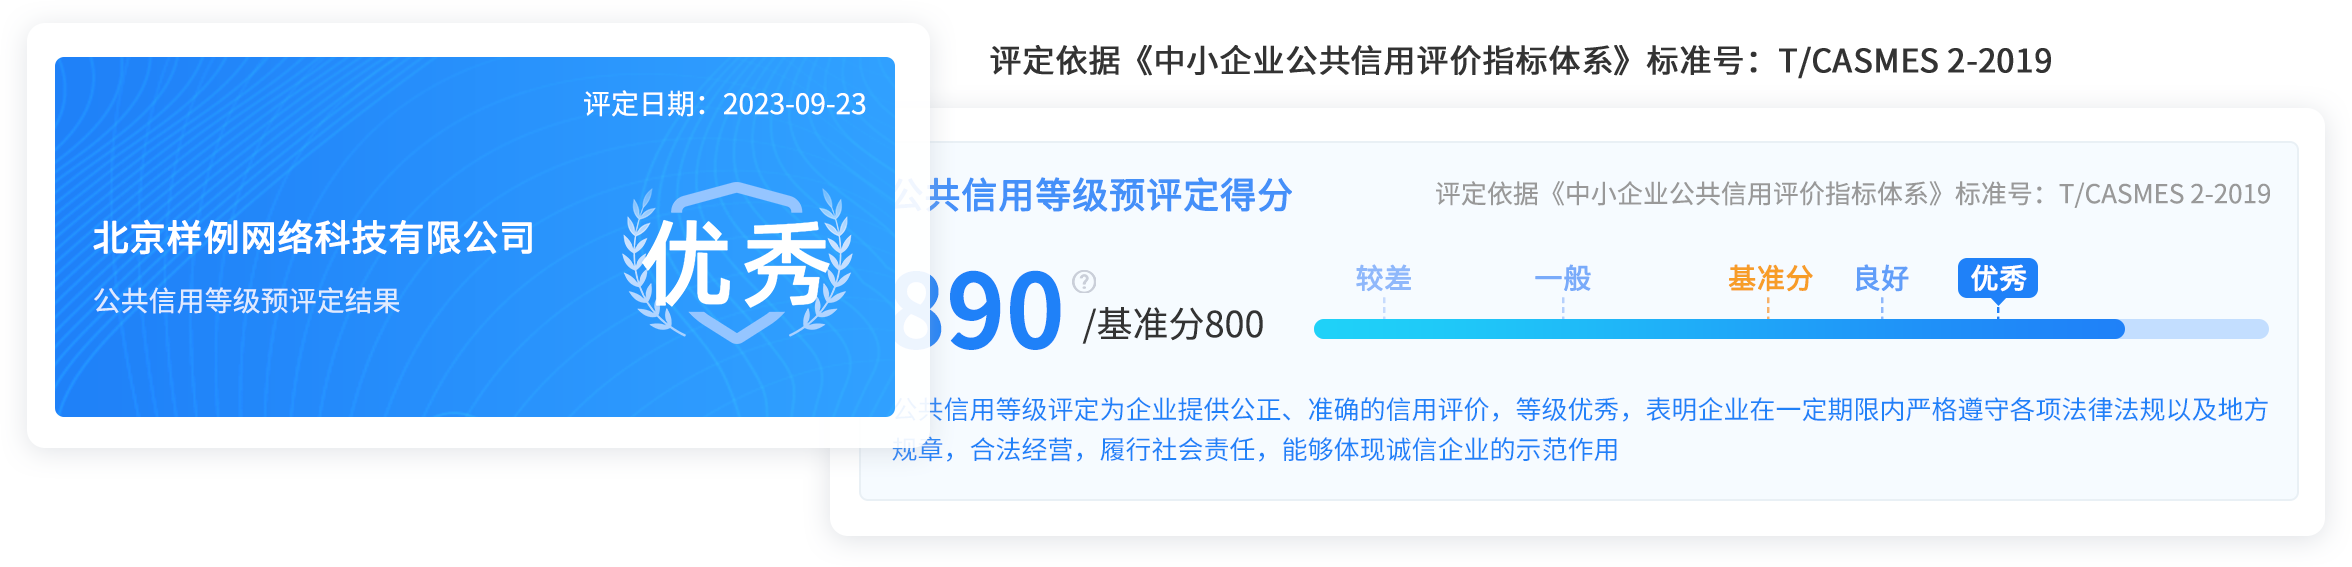 评定依据《中小企业公共信用评价指标体系》标准号：T/CASMES 2-2019
评定日期：2023-09-23
北京样例网络科技有限公司
公共信用等级预评定结果
优秀
公共信用等级预评定得分
评定依据《中小企业公共信用评价指标体系》标准号：T/CASMES 2-2019
890 ? /基准分800
较差 一般 基准分 良好 优秀
公共信用等级评定为企业提供公正、准确的信用评价，等级优秀，表明企业在一定期限内严格遵守各项法律法规以及地方
规章，合法经营，履行社会责任，能够体现诚信企业的示范作用